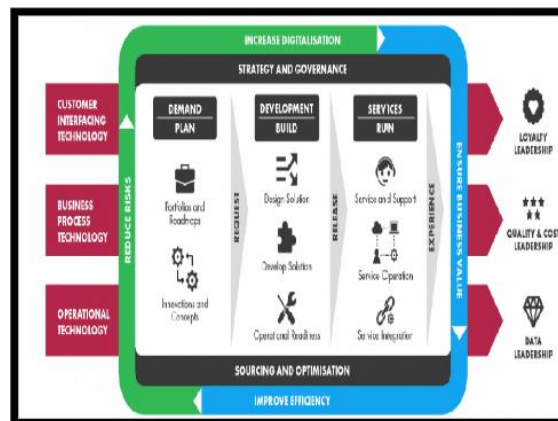 INCREASE DIGITALISATION
STRATEGY AND GOVERNANCE
CUSTOMER
INTERFACING
TECHNOLOGY
BUSINESS
PROCESS
TECHNOLOGY
OPERATIONAL
TECHNOLOGY
REDUCE RISKS
DEMAND
PLAN
Portfolios and
Roadmaps
Innovations and
Concepts
REQUEST
DEVELOPMENT
BUILD
Design Solution
Develop Solution
Operational Readiness
RELEASE
SERVICES
RUN
Service and Support
Service Operation
Service Integration
EXPERIENCE
ENSURE BUSINESS VALUE
LOYALTY
LEADERSHIP
QUALITY & COST
LEADERSHIP
DATA
LEADERSHIP
SOURCING AND OPTIMISATION
IMPROVE EFFICIENCY